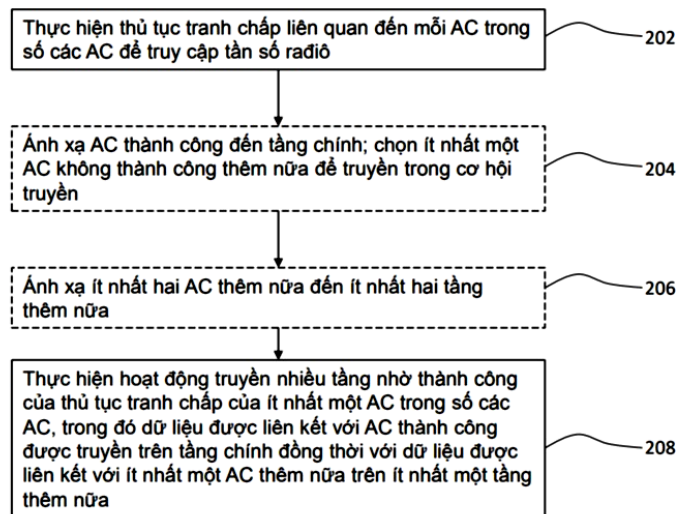 Thực hiện thủ tục tranh chấp liên quan đến mỗi AC trong
số các AC để truy cập tần số rađiô
202
Ánh xạ AC thành công đến tầng chính; chọn ít nhất một
AC không thành công thêm nữa để truyền trong cơ hội
truyền
204
Ánh xạ ít nhất hai AC thêm nữa đến ít nhất hai tầng
thêm nữa
206
Thực hiện hoạt động truyền nhiều tầng nhờ thành công
của thủ tục tranh chấp của ít nhất một AC trong số các
AC, trong đó dữ liệu được liên kết với AC thành công
được truyền trên tầng chính đồng thời với dữ liệu được
liên kết với ít nhất một AC thêm nữa trên ít nhất một tầng
thêm nữa
208